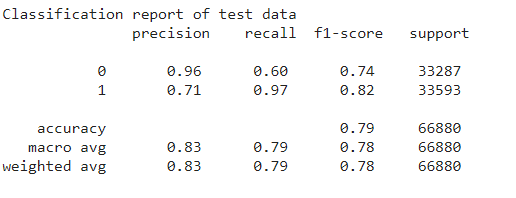 Classification report of test data
precision recall f1-score support
0 0.96 0.60 0.74 33287
1 0.71 0.97 0.82 33593
accuracy 0.79 66880
macro avg 0.83 0.79 0.78 66880
weighted avg 0.83 0.79 0.78 66880